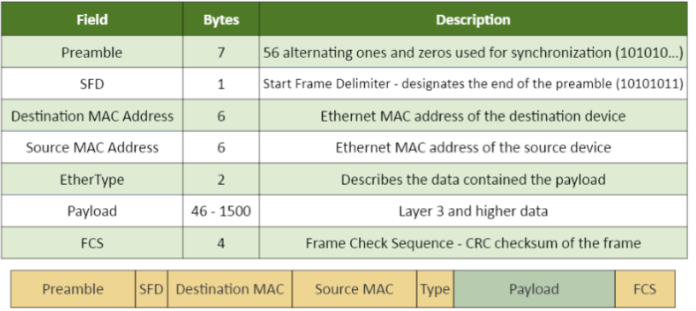 Field Bytes Description
Preamble 7 56 alternating ones and zeros used for synchronization (101010...)
SFD 1 Start Frame Delimiter - designates the end of the preamble (10101011)
Destination MAC Address 6 Ethernet MAC address of the destination device
Source MAC Address 6 Ethernet MAC address of the source device
EtherType 2 Describes the data contained the payload
Payload 46 - 1500 Layer 3 and higher data
FCS 4 Frame Check Sequence - CRC checksum of the frame
Preamble SFD Destination MAC Source MAC Type Payload FCS